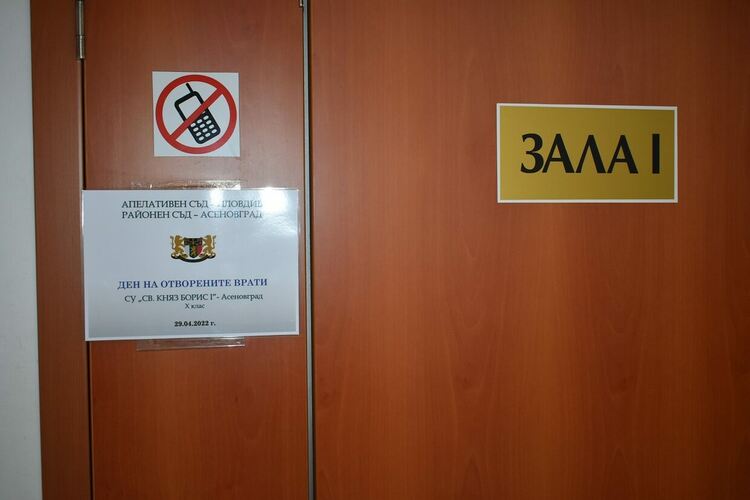 АПЕЛАТИВЕН СЪД – ПЛОВДИВ
РАЙОНЕН СЪД – АСЕНОВГРАД
ДЕН НА ОТВОРЕНИТЕ ВРАТИ
СУ „СВ. КНЯЗ БОРИС I”- Асеновград
X клас
29.04.2022 г.
ЗАЛА I